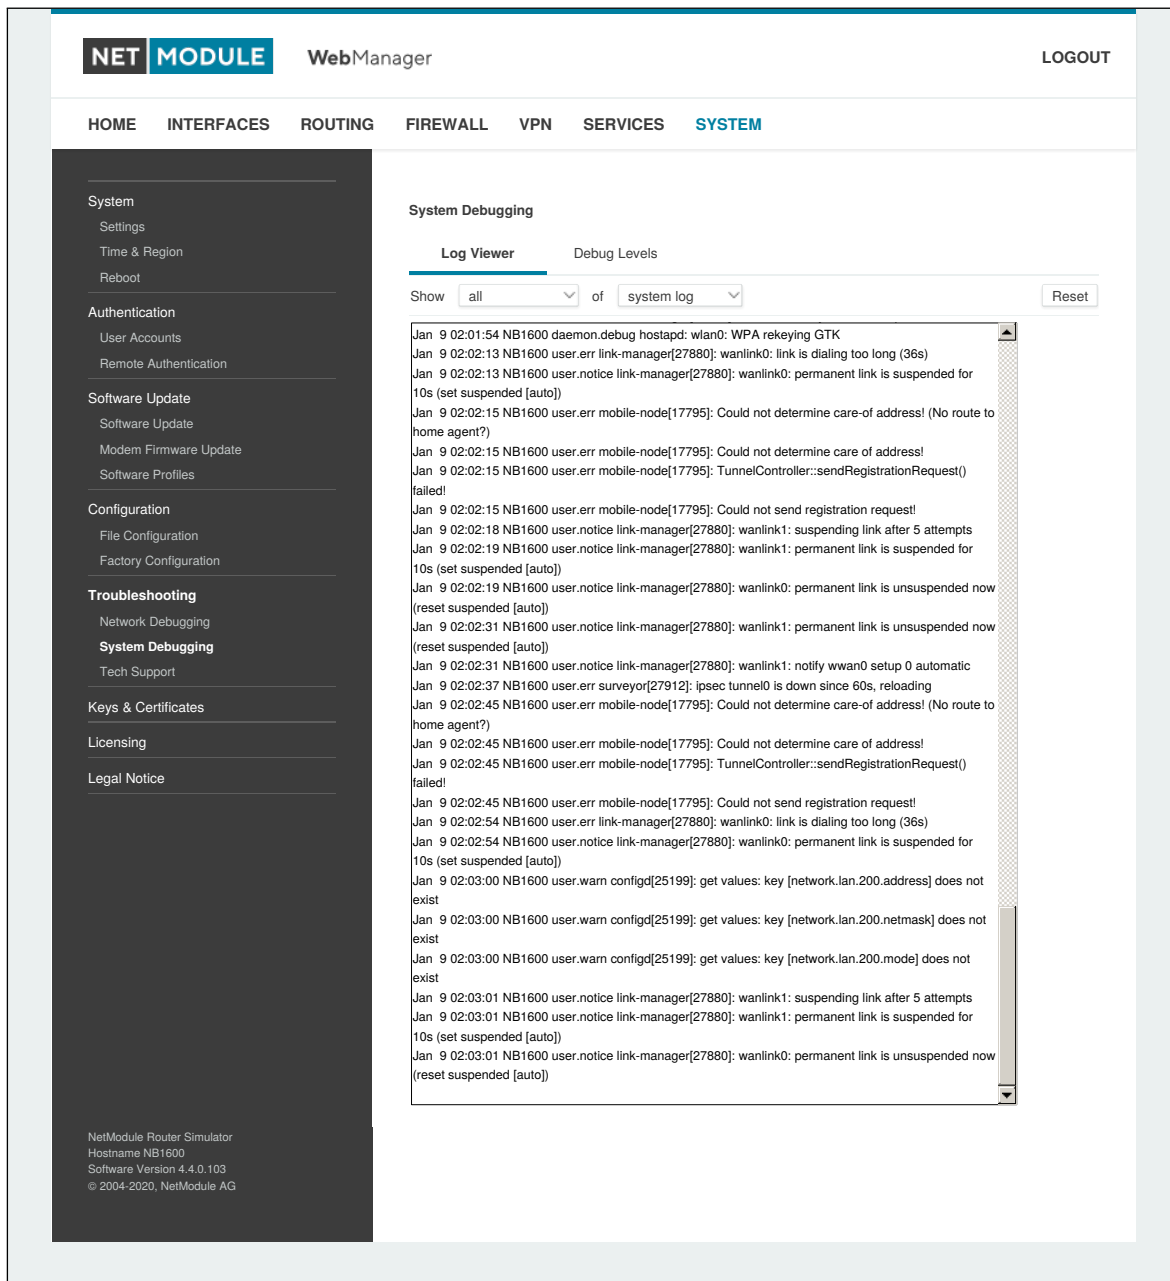 NET MODULE WebManager LOGOUT
HOME INTERFACES ROUTING FIREWALL VPN SERVICES SYSTEM
System
Settings
Time & Region
Reboot
Authentication
User Accounts
Remote Authentication
Software Update
Software Update
Modem Firmware Update
Software Profiles
Configuration
File Configuration
Factory Configuration
Troubleshooting
Network Debugging
System Debugging
Tech Support
Keys & Certificates
Licensing
Legal Notice
NetModule Router Simulator
Hostname NB1600
Software Version 4.4.0.103
© 2004-2020, NetModule AG
System Debugging
Log Viewer Debug Levels
Show all of system log Reset
Jan 9 02:01:54 NB1600 daemon.debug hostapd: wlan0: WPA rekeying GTK
Jan 9 02:02:13 NB1600 user.err link-manager[27880]: wanlink0: link is dialing too long (36s)
Jan 9 02:02:13 NB1600 user.notice link-manager[27880]: wanlink0: permanent link is suspended for
10s (set suspended [auto])
Jan 9 02:02:15 NB1600 user.err mobile-node[17795]: Could not determine care-of address! (No route to
home agent?)
Jan 9 02:02:15 NB1600 user.err mobile-node[17795]: Could not determine care of address!
Jan 9 02:02:15 NB1600 user.err mobile-node[17795]: TunnelController::sendRegistrationRequest()
failed!
Jan 9 02:02:15 NB1600 user.err mobile-node[17795]: Could not send registration request!
Jan 9 02:02:18 NB1600 user.notice link-manager[27880]: wanlink1: suspending link after 5 attempts
Jan 9 02:02:19 NB1600 user.notice link-manager[27880]: wanlink1: permanent link is suspended for
10s (set suspended [auto])
Jan 9 02:02:19 NB1600 user.notice link-manager[27880]: wanlink0: permanent link is unsuspended now
(reset suspended [auto])
Jan 9 02:02:31 NB1600 user.notice link-manager[27880]: wanlink1: permanent link is unsuspended now
(reset suspended [auto])
Jan 9 02:02:31 NB1600 user.notice link-manager[27880]: wanlink1: notify wwan0 setup 0 automatic
Jan 9 02:02:37 NB1600 user.err surveyor[27912]: ipsec tunnel0 is down since 60s, reloading
Jan 9 02:02:45 NB1600 user.err mobile-node[17795]: Could not determine care-of address! (No route to
home agent?)
Jan 9 02:02:45 NB1600 user.err mobile-node[17795]: Could not determine care of address!
Jan 9 02:02:45 NB1600 user.err mobile-node[17795]: TunnelController::sendRegistrationRequest()
failed!
Jan 9 02:02:45 NB1600 user.err mobile-node[17795]: Could not send registration request!
Jan 9 02:02:54 NB1600 user.err link-manager[27880]: wanlink0: link is dialing too long (36s)
Jan 9 02:02:54 NB1600 user.notice link-manager[27880]: wanlink0: permanent link is suspended for
10s (set suspended [auto])
Jan 9 02:03:00 NB1600 user.warn configd[25199]: get values: key [network.lan.200.address] does not
exist
Jan 9 02:03:00 NB1600 user.warn configd[25199]: get values: key [network.lan.200.netmask] does not
exist
Jan 9 02:03:00 NB1600 user.warn configd[25199]: get values: key [network.lan.200.mode] does not
exist
Jan 9 02:03:01 NB1600 user.notice link-manager[27880]: wanlink1: suspending link after 5 attempts
Jan 9 02:03:01 NB1600 user.notice link-manager[27880]: wanlink1: permanent link is suspended for
10s (set suspended [auto])
Jan 9 02:03:01 NB1600 user.notice link-manager[27880]: wanlink0: permanent link is unsuspended now
(reset suspended [auto])